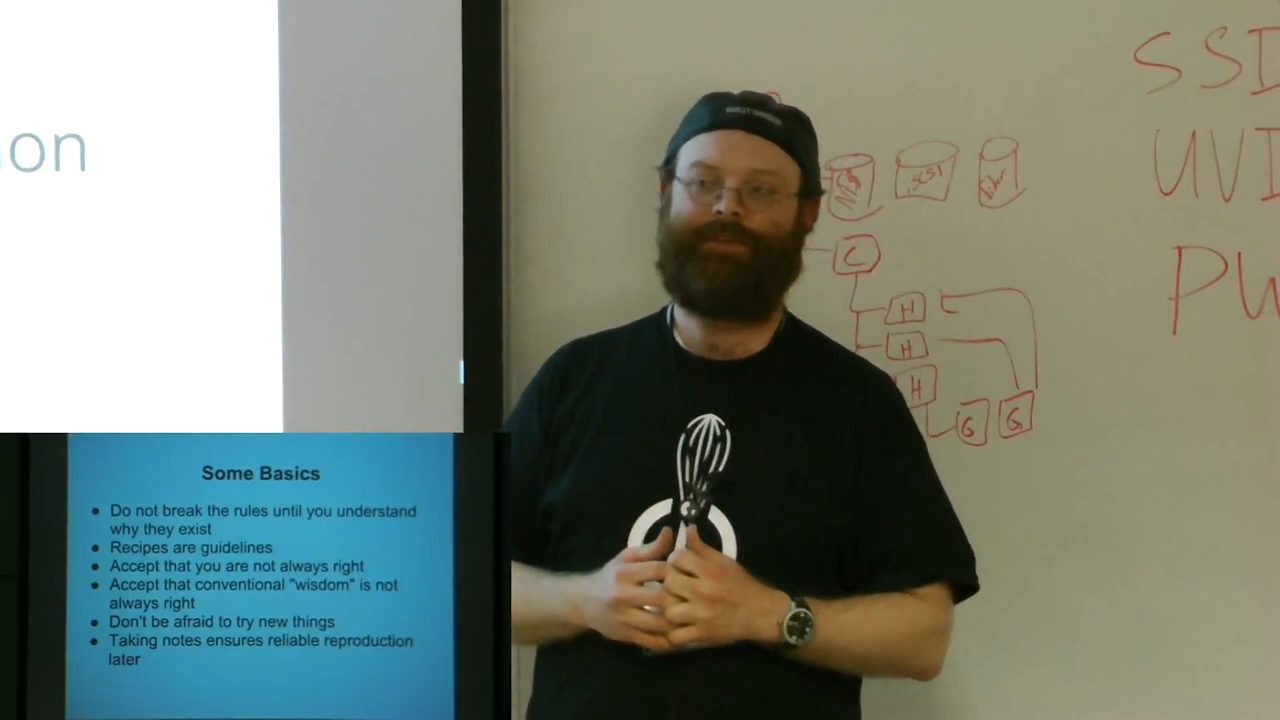 on
Some Basics
● Do not break the rules until you understand
why they exist
● Recipes are guidelines
● Accept that you are not always right
● Accept that conventional "wisdom" is not
always right
● Don't be afraid to try new things
● Taking notes ensures reliable reproduction
later
SSD
UVI
PW
SCSI
C
H
H
H
G G